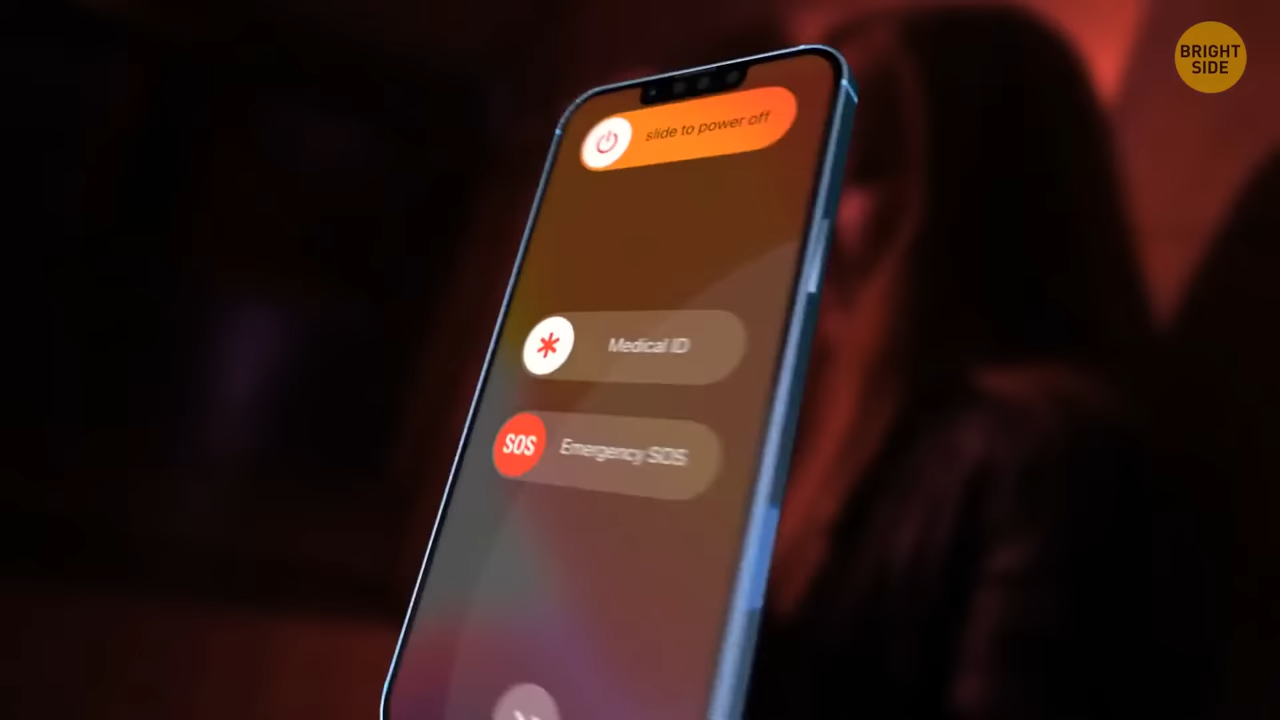 BRIGHT
SIDE
slide to power off
Medical ID
SOS Emergency SOS